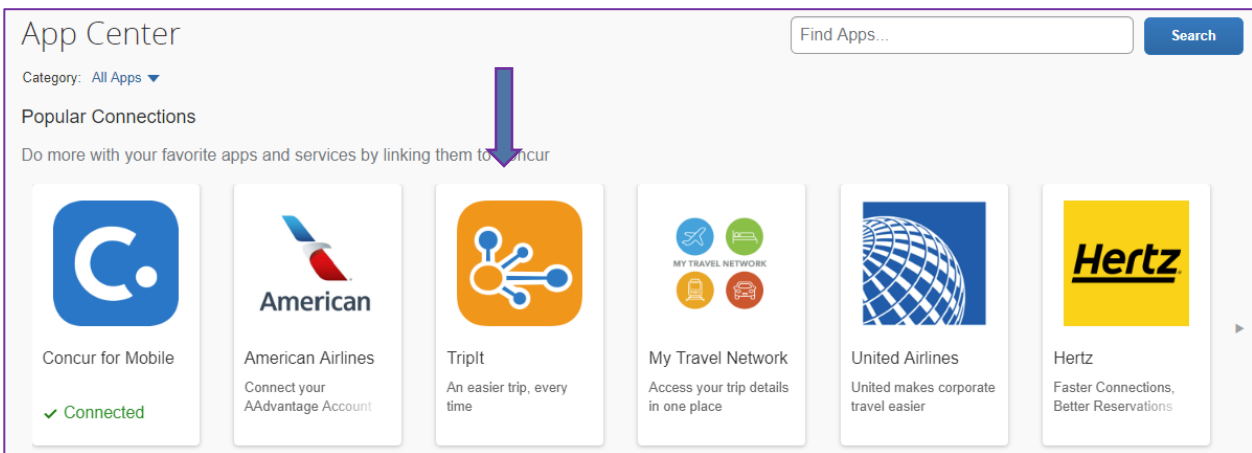 App Center
Find Apps...
Search
Category: All Apps
Popular Connections
Do more with your favorite apps and services by linking them to Concur
C.
American
MY TRAVEL NETWORK
Hertz.
Concur for Mobile
American Airlines
TripIt
My Travel Network
United Airlines
Hertz
Connect your
AAdvantage Account
An easier trip, every
time
Access your trip details
in one place
United makes corporate
travel easier
Faster Connections,
Better Reservations
Connected